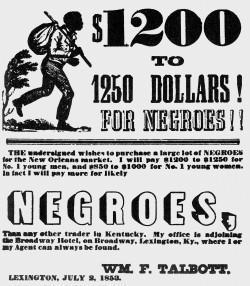 $1200
TO
1250 DOLLARS!
FOR NEGROES!!
THE undersigned wishes to purchase a large lot of NEGROES
for the New Orleans market. I will pay $1200 to $1250 for
No. 1 young men, and $850 to $1000 for No. 1 young women.
In fact I will pay more for likely
NEGROES,
Than any other trader in Kentucky. My office is adjoining
the Broadway Hotel, on Broadway, Lexington, Ky., where I or
my Agent can always be found.
WM. F. TALBOTT.
LEXINGTON, JULY 2, 1853.